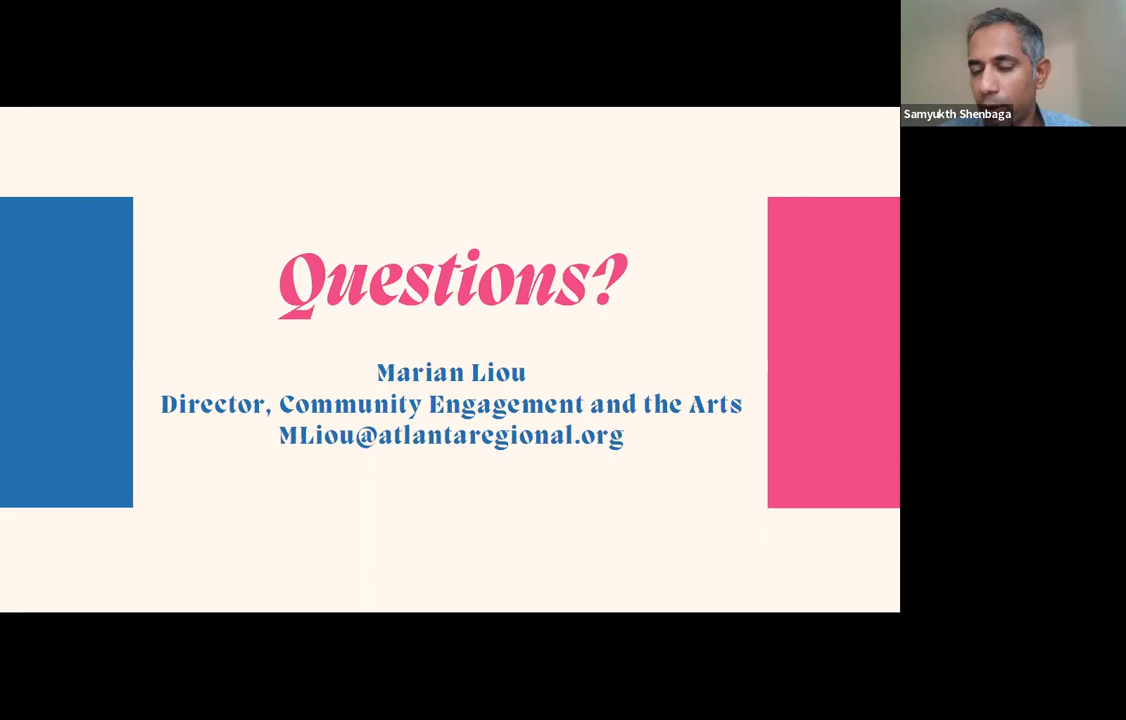 Samyukth Shenbaga
Questions?
Marian Liou
Director, Community Engagement and the Arts
MLiou@atlantaregional.org